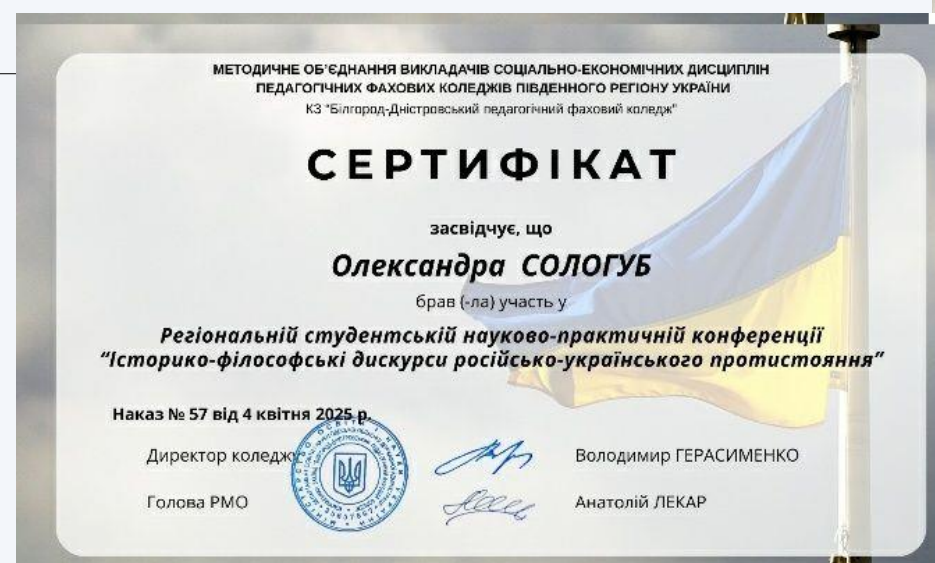 МЕТОДИЧНЕ ОБ’ЄДНАННЯ ВИКЛАДАЧІВ СОЦІАЛЬНО-ЕКОНОМІЧНИХ ДИСЦИПЛІН
ПЕДАГОГІЧНИХ ФАХОВИХ КОЛЕДЖІВ ПІВДЕННОГО РЕГІОНУ УКРАЇНИ
КЗ "Білгород-Дністровський педагогічний фаховий коледж"
СЕРТИФІКАТ
засвідчує, що
Олександра СОЛОГУБ
брав (-ла) участь у
Регіональній студентській науково-практичній конференції
“Історико-філософські дискурси російсько-українського протистояння”
Наказ № 57 від 4 квітня 2025 р.
Директор коледжу
Володимир ГЕРАСИМЕНКО
Голова РМО
Анатолій ЛЕКАР